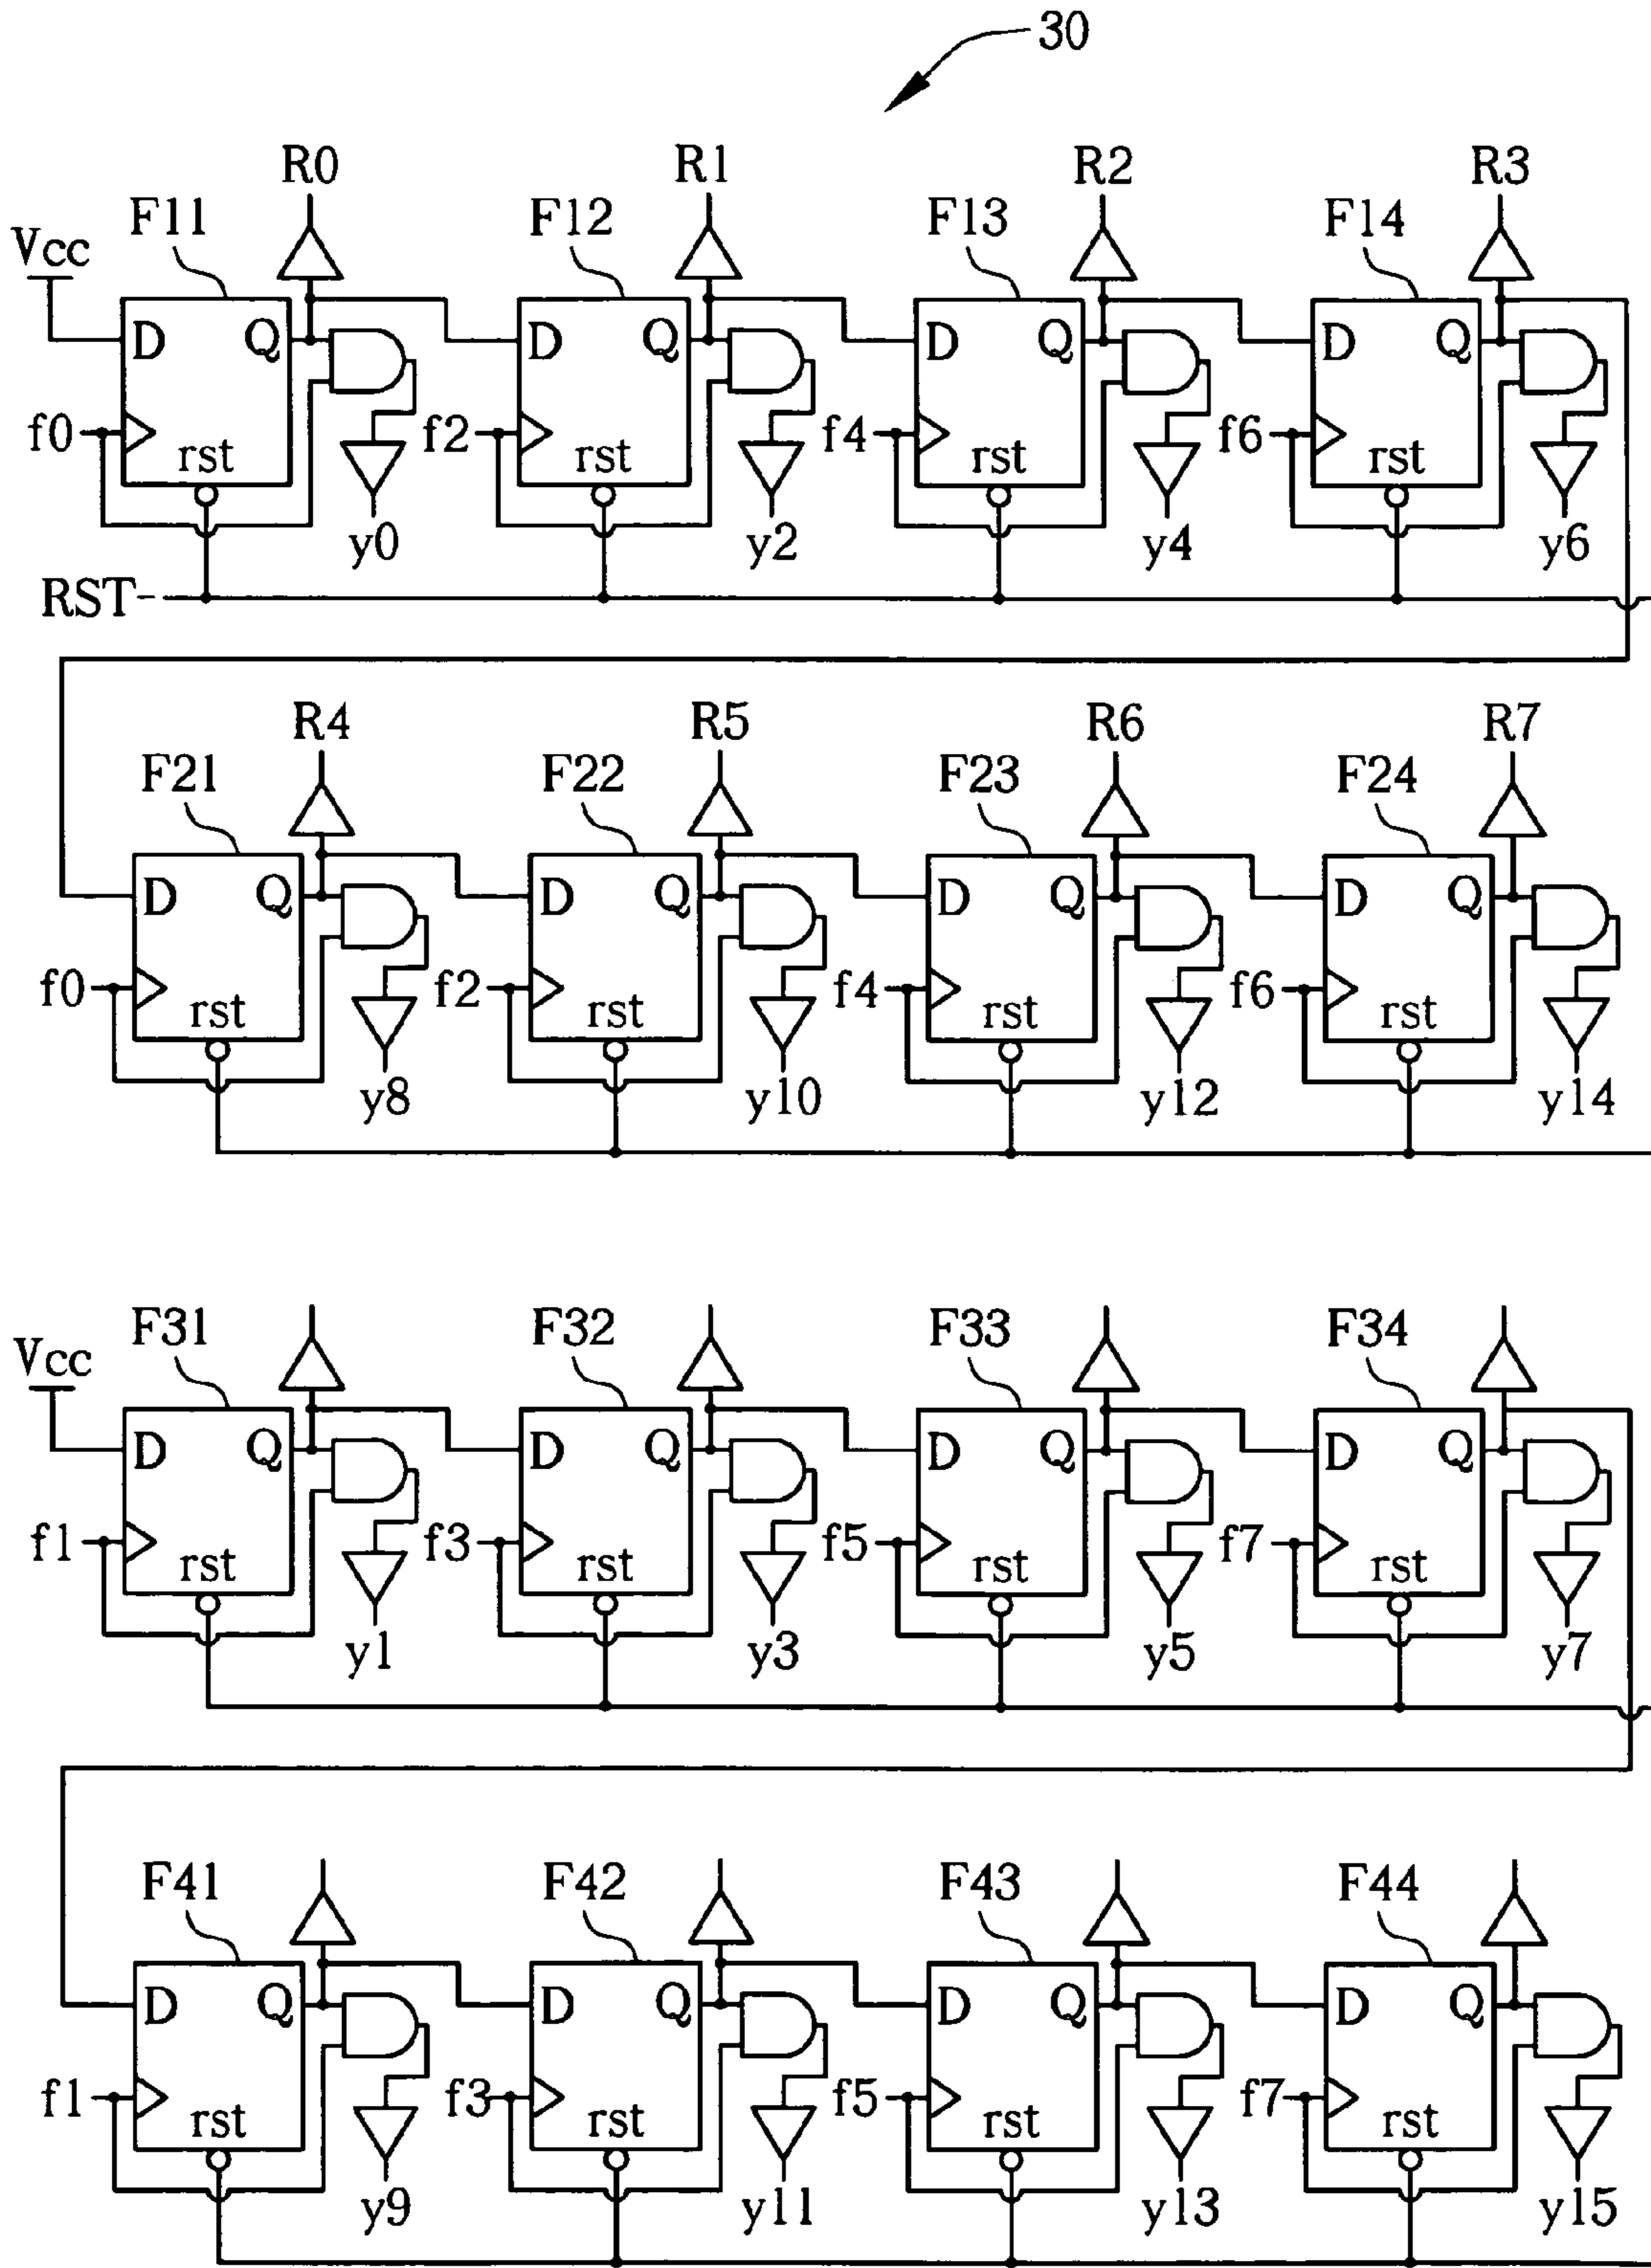 30
R0 R1 R2 R3
F11 F12 F13 F14
Vcc
D Q D Q D Q D Q
f0 f2 f4 f6
rst rst rst rst
y0 y2 y4 y6
RST
R4 R5 R6 R7
F21 F22 F23 F24
D Q D Q D Q D Q
f0 f2 f4 f6
rst rst rst rst
y8 y10 y12 y14
F31 F32 F33 F34
Vcc
D Q D Q D Q D Q
f1 f3 f5 f7
rst rst rst rst
y1 y3 y5 y7
F41 F42 F43 F44
D Q D Q D Q D Q
f1 f3 f5 f7
rst rst rst rst
y9 y11 y13 y15